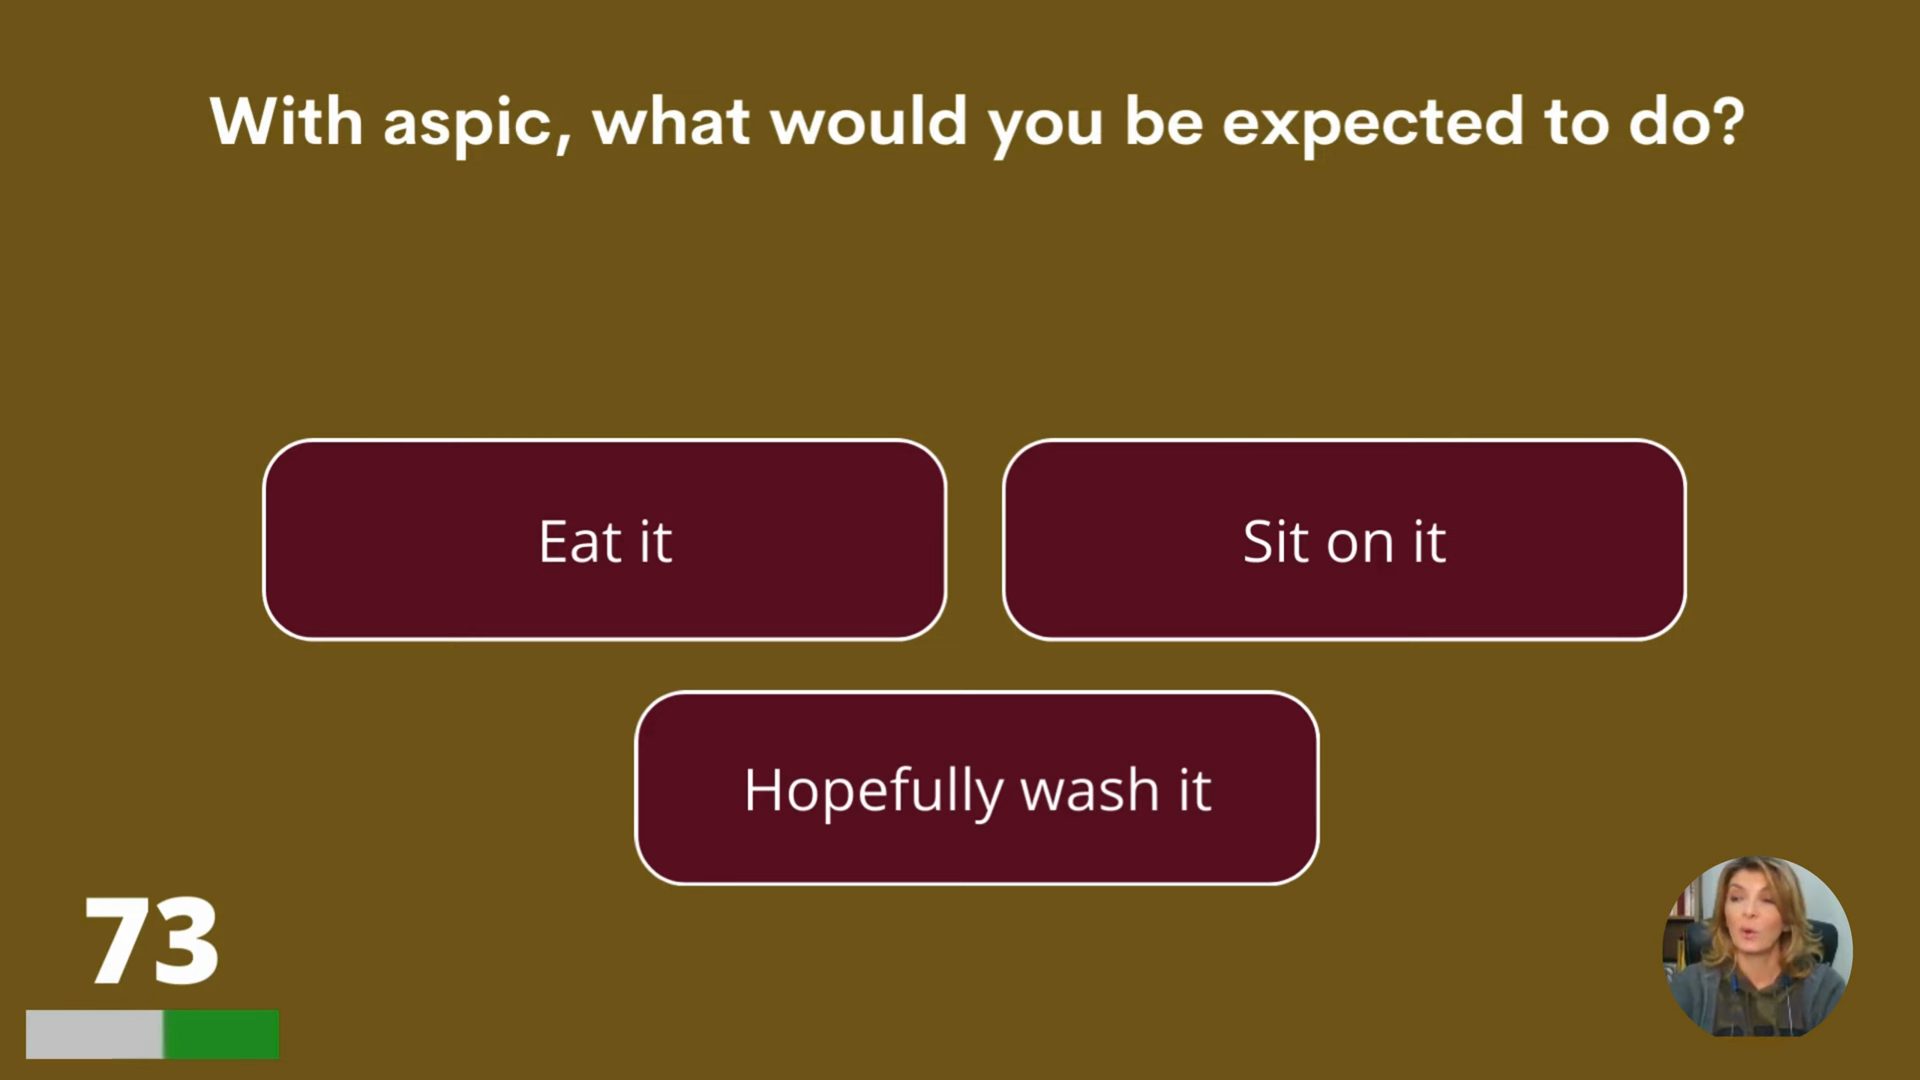 With aspic, what would you be expected to do?
Eat it
Sit on it
Hopefully wash it
73